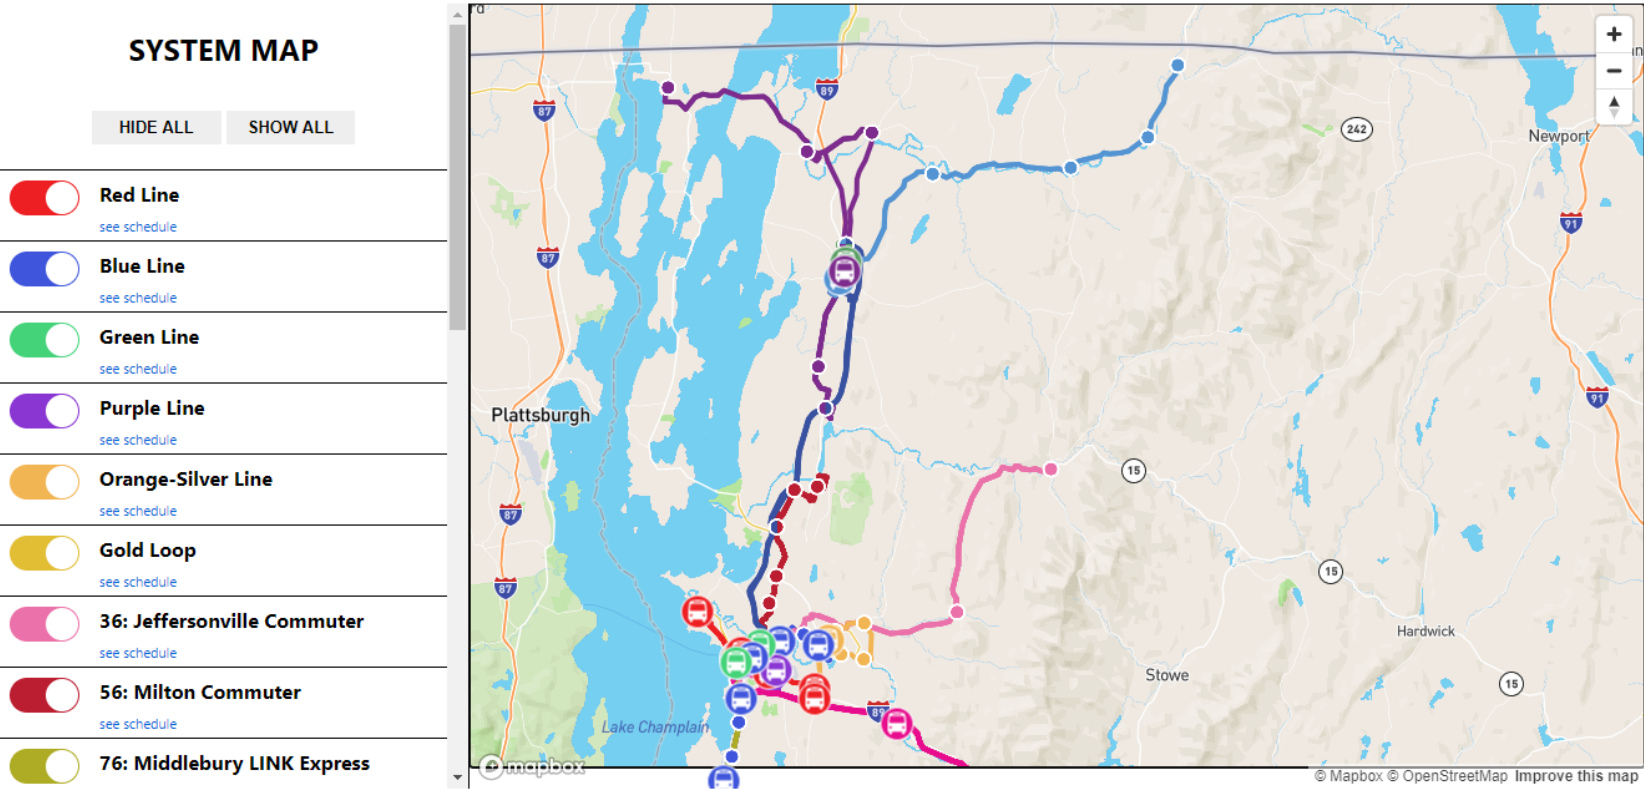 SYSTEM MAP
HIDE ALL
SHOW ALL
Red Line
see schedule
Blue Line
see schedule
Green Line
see schedule
Purple Line
see schedule
Orange-Silver Line
see schedule
Gold Loop
see schedule
36: Jeffersonville Commuter
see schedule
56: Milton Commuter
see schedule
76: Middlebury LINK Express
rd
87
89
242
Newport
91
87
91
Plattsburgh
15
87
15
87
Hardwick
Stowe
15
89
Lake Champlain
mapbox
© Mapbox © OpenStreetMap Improve this map